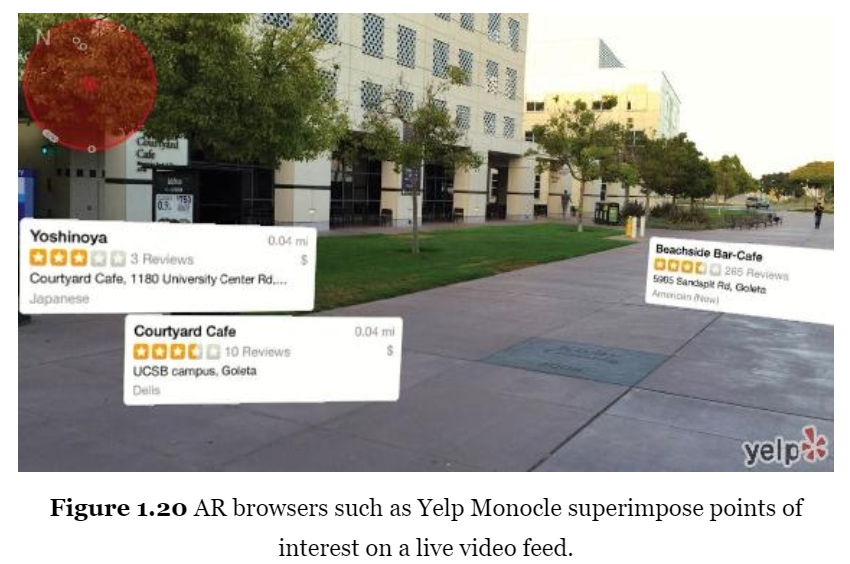 N
Courtyard
Cafe
Yoshinoya
0.04 mi
3 Reviews
$
Courtyard Cafe, 1180 University Center Rd,...
Japanese
Courtyard Cafe
0.04 mi
10 Reviews
$
UCSB campus, Goleta
Delis
Beachside Bar-Cafe
265 Reviews
5905 Sandspit Rd, Goleta
American (New)
yelp
Figure 1.20 AR browsers such as Yelp Monocle superimpose points of
interest on a live video feed.